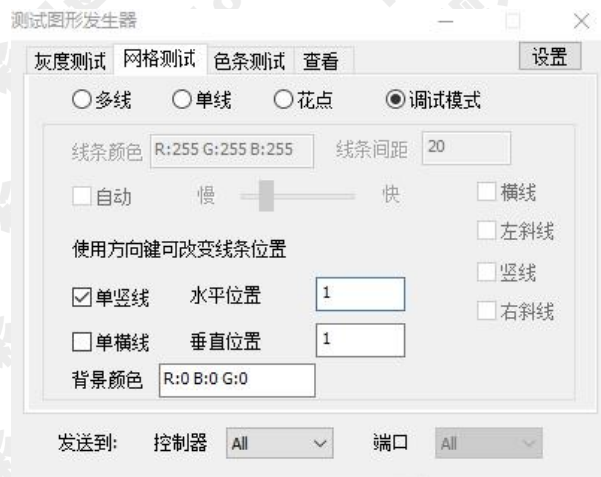 测试图形发生器
灰度测试 网格测试 色条测试 查看 设置
多线 单线 花点 调试模式
线条颜色 R:255 G:255 B:255 线条间距 20
自动 慢 快 横线
左斜线
使用方向键可改变线条位置
竖线
单竖线 水平位置 1
右斜线
单横线 垂直位置 1
背景颜色 R:0 B:0 G:0
发送到: 控制器 All 端口 All